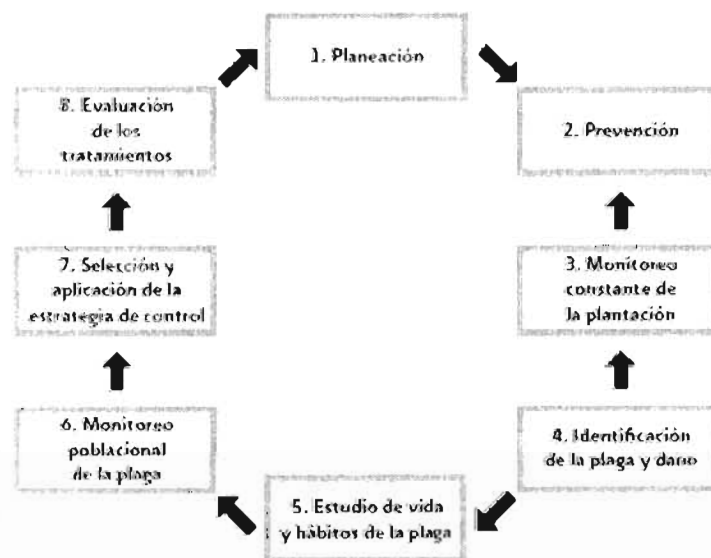 1. Planeación
2. Prevención
3. Monitoreo
constante de
la plantación
4. Identificación
de la plaga y dano
5. Estudio de vida
y hábitos de la plaga
6. Monitoreo
poblacional
de la plaga
7. Selección y
aplicación de la
estrategia de control
8. Evaluación
de los
tratamientos